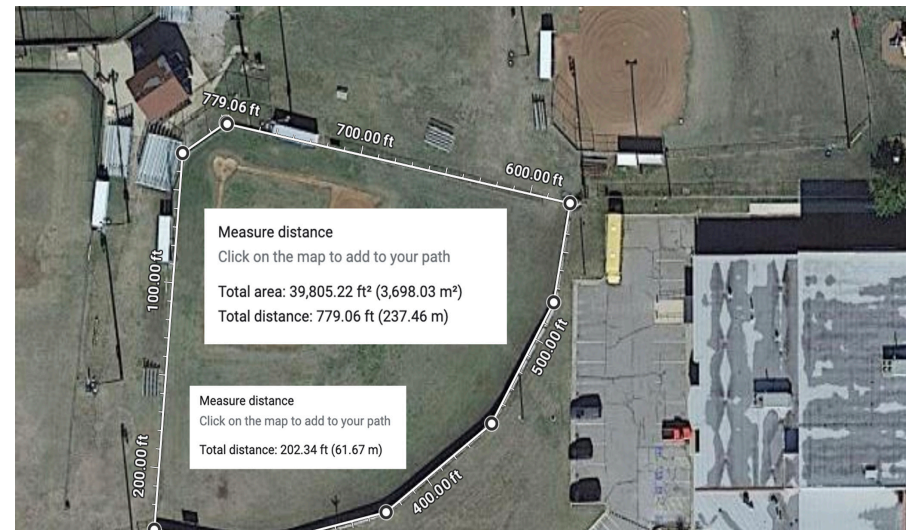 779.06 ft
700.00 ft
600.00 ft
100.00 ft
Measure distance
Click on the map to add to your path
Total area: 39,805.22 ft² (3,698.03 m²)
Total distance: 779.06 ft (237.46 m)
500.00 ft
Measure distance
Click on the map to add to your path
Total distance: 202.34 ft (61.67 m)
200.00 ft
400.00 ft